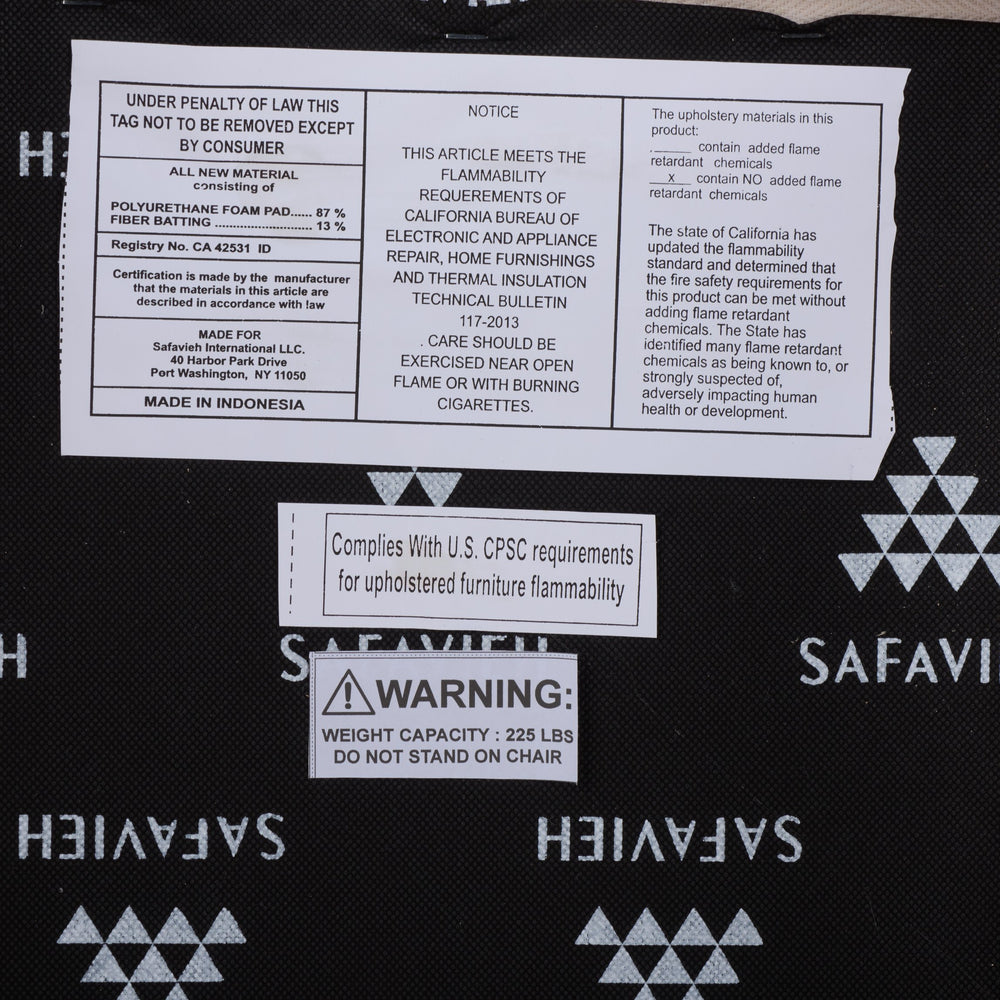 UNDER PENALTY OF LAW THIS
TAG NOT TO BE REMOVED EXCEPT
BY CONSUMER
ALL NEW MATERIAL
consisting of
POLYURETHANE FOAM PAD...... 87 %
FIBER BATTING ............................ 13 %
Registry No. CA 42531 ID
Certification is made by the manufacturer
that the materials in this article are
described in accordance with law
MADE FOR
Safavieh International LLC.
40 Harbor Park Drive
Port Washington, NY 11050
MADE IN INDONESIA
NOTICE
THIS ARTICLE MEETS THE
FLAMMABILITY
REQUEREMENTS OF
CALIFORNIA BUREAU OF
ELECTRONIC AND APPLIANCE
REPAIR, HOME FURNISHINGS
AND THERMAL INSULATION
TECHNICAL BULLETIN
117-2013
. CARE SHOULD BE
EXERCISED NEAR OPEN
FLAME OR WITH BURNING
CIGARETTES.
The upholstery materials in this
product:
.______ contain added flame
retardant chemicals
__x__ contain NO added flame
retardant chemicals
The state of California has
updated the flammability
standard and determined that
the fire safety requirements for
this product can be met without
adding flame retardant
chemicals. The State has
identified many flame retardant
chemicals as being known to, or
strongly suspected of,
adversely impacting human
health or development.
Complies With U.S. CPSC requirements
for upholstered furniture flammability
H
SAFAVIEH
SAFAVI
WARNING:
WEIGHT CAPACITY : 225 LBS
DO NOT STAND ON CHAIR
SAFAVIEH
SAFAVIEH